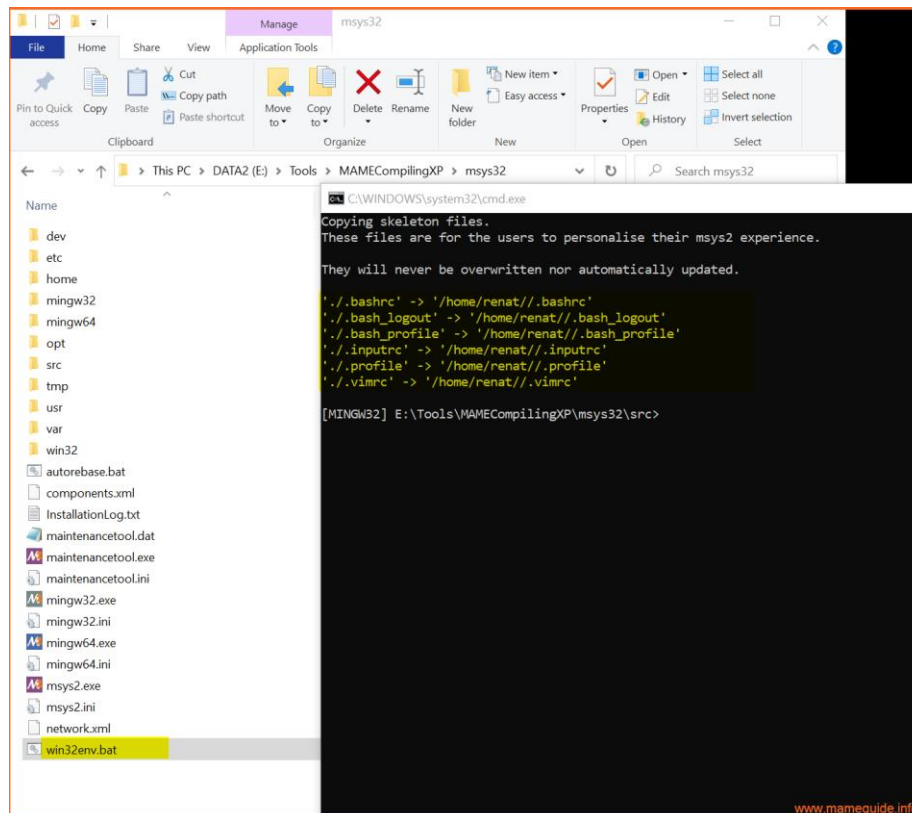 Manage
msys32
File
Home
Share
View
Application Tools
Pin to Quick access
Copy
Paste
Cut
Copy path
Paste shortcut
Move to
Copy to
Delete
Rename
New folder
New item
Easy access
Properties
Open
Edit
History
Select all
Select none
Invert selection
Clipboard
Organize
New
Open
Select
This PC > DATA2 (E:) > Tools > MAMECompilingXP > msys32
Search msys32
Name
dev
etc
home
mingw32
mingw64
opt
src
tmp
usr
var
win32
autorebase.bat
components.xml
InstallationLog.txt
maintenancetool.dat
maintenancetool.exe
maintenancetool.ini
mingw32.exe
mingw32.ini
mingw64.exe
mingw64.ini
msys2.exe
msys2.ini
network.xml
win32env.bat
C:\WINDOWS\system32\cmd.exe
Copying skeleton files.
These files are for the users to personalise their msys2 experience.
They will never be overwritten nor automatically updated.
'./.bashrc' -> '/home/renat//.bashrc'
'./.bash_logout' -> '/home/renat//.bash_logout'
'./.bash_profile' -> '/home/renat//.bash_profile'
'./.inputrc' -> '/home/renat//.inputrc'
'./.profile' -> '/home/renat//.profile'
'./.vimrc' -> '/home/renat//.vimrc'
[MINGW32] E:\Tools\MAMECompilingXP\msys32\src>
www.mameguide.info